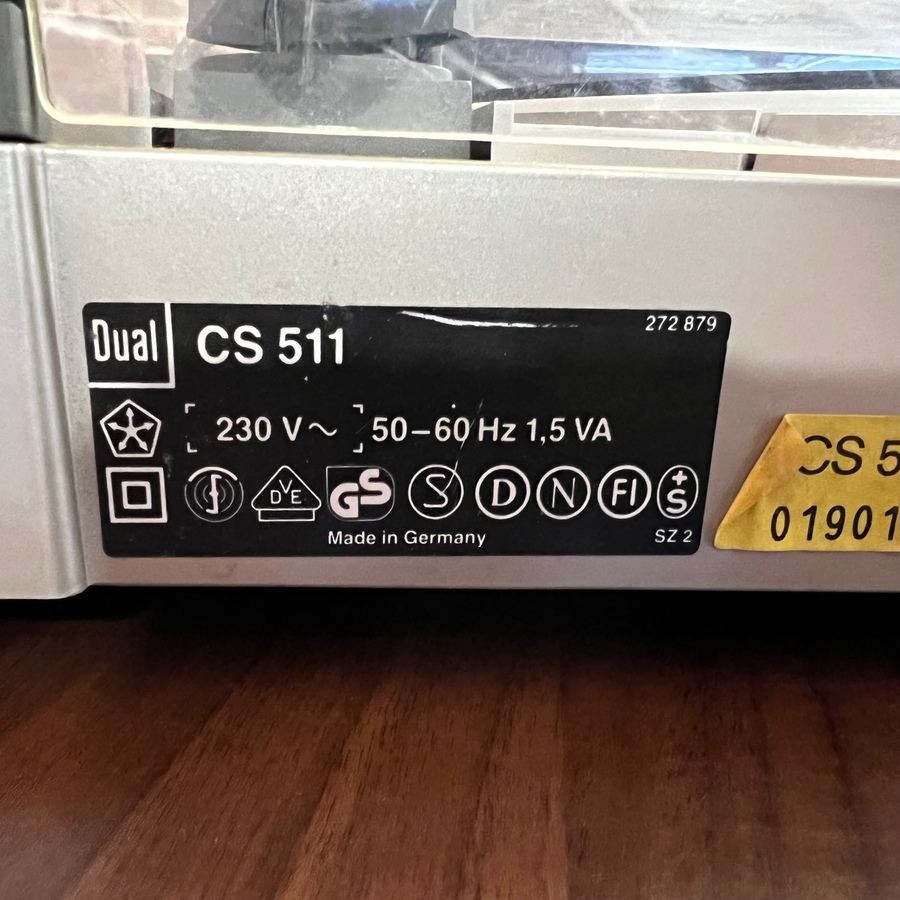 Dual
CS 511
272 879
230 V ~ 50-60 Hz 1,5 VA
DVE GS S D N FI +S
Made in Germany
SZ 2
CS 5
01901